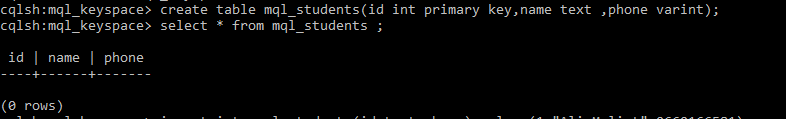 cqlsh:mql_keyspace> create table mql_students(id int primary key,name text ,phone varint);
cqlsh:mql_keyspace> select * from mql_students ;
id | name | phone
----+------+-------
(0 rows)